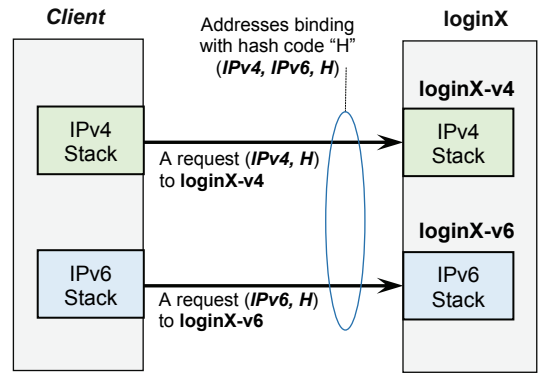 Client
Addresses binding
with hash code “H”
(IPv4, IPv6, H)
loginX
loginX-v4
IPv4
Stack
IPv4
Stack
A request (IPv4, H)
to loginX-v4
loginX-v6
IPv6
Stack
IPv6
Stack
A request (IPv6, H)
to loginX-v6